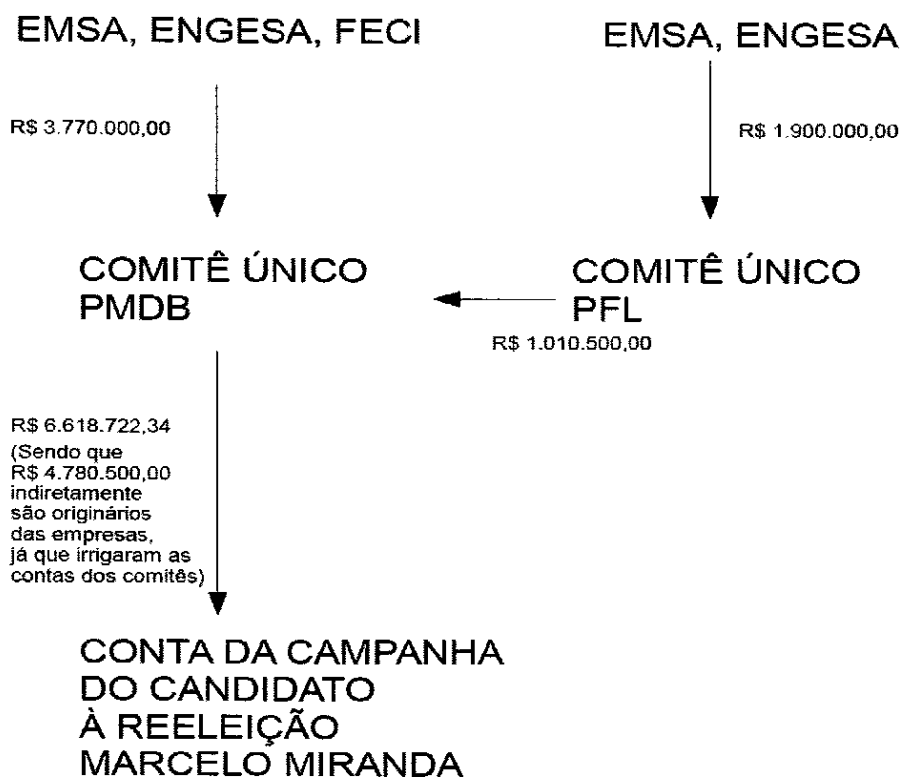 EMSA, ENGESA, FECI
EMSA, ENGESA
R$ 3.770.000,00
R$ 1.900.000,00
COMITÊ ÚNICO
PMDB
COMITÊ ÚNICO
PFL
R$ 1.010.500,00
R$ 6.618.722,34
(Sendo que
R$ 4.780.500,00
indiretamente
são originários
das empresas,
já que irrigaram as
contas dos comitês)
CONTA DA CAMPANHA
DO CANDIDATO
À REELEIÇÃO
MARCELO MIRANDA